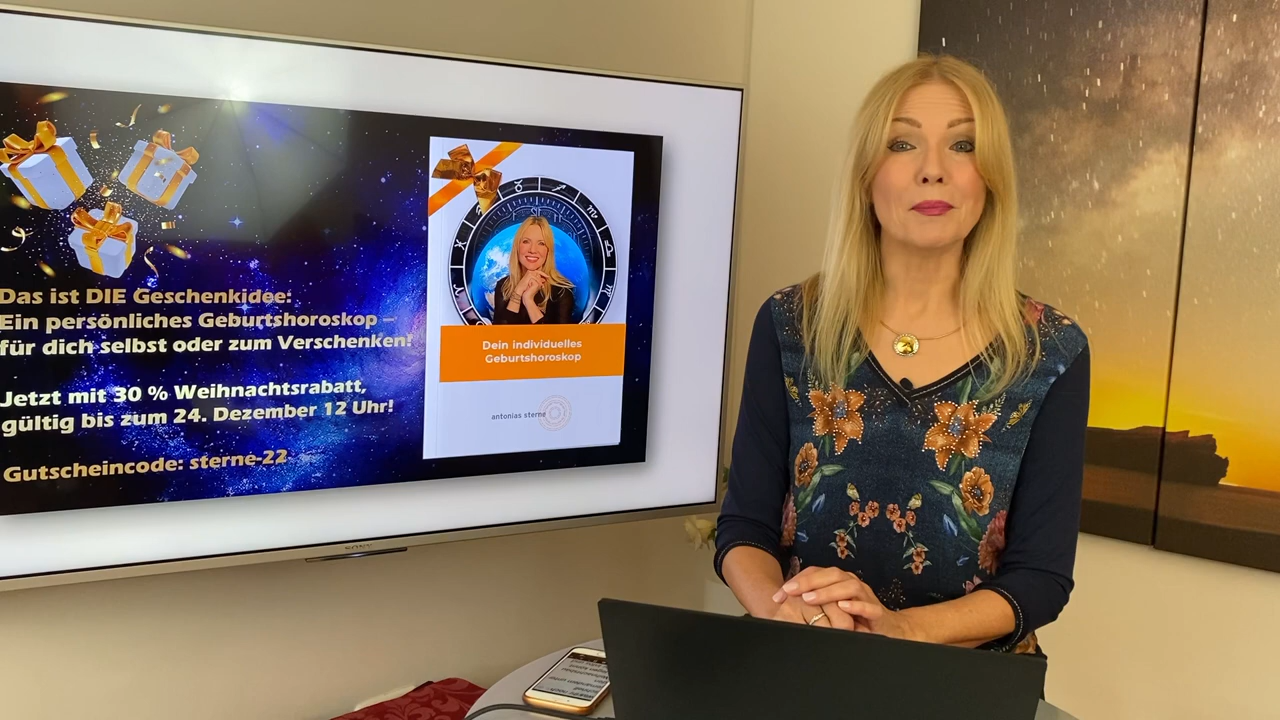 Das ist DIE Geschenkidee:
Ein persönliches Geburtshoroskop –
für dich selbst oder zum Verschenken!
Jetzt mit 30 % Weihnachtsrabatt,
gültig bis zum 24. Dezember 12 Uhr!
Gutscheincode: sterne-22
Dein individuelles
Geburtshoroskop
antonias sterne
SONY